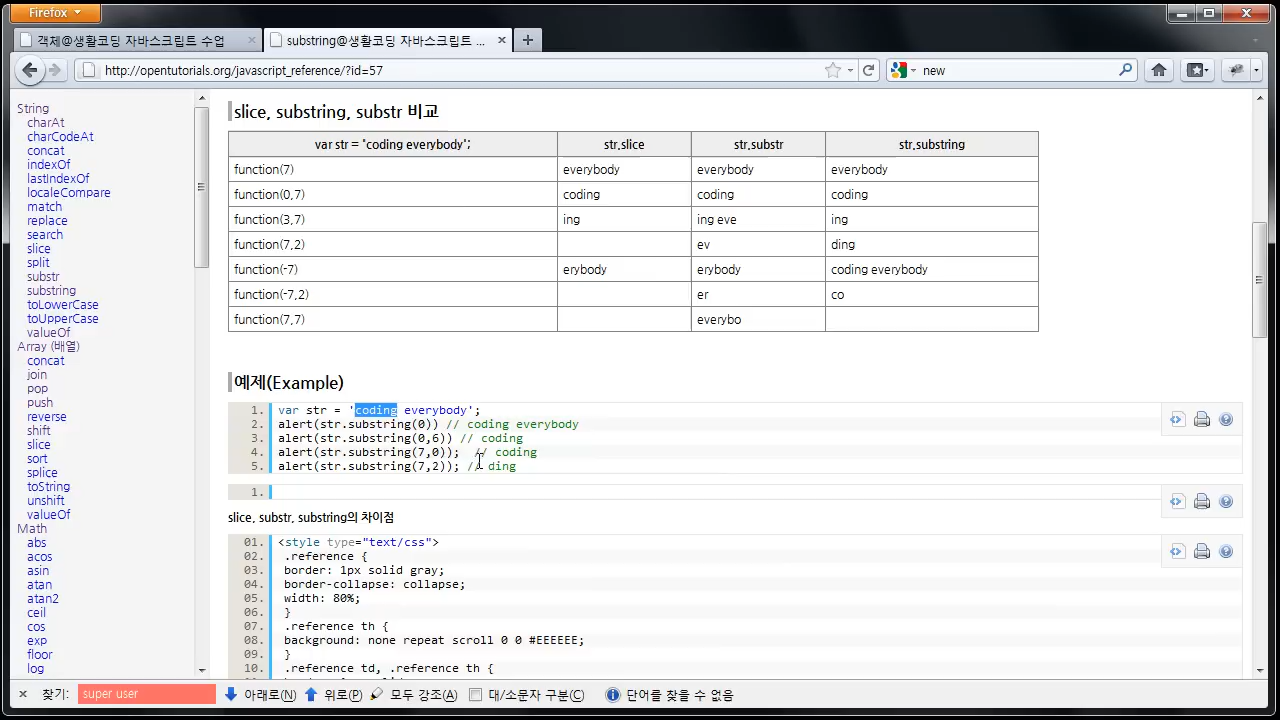 Firefox
객체@생활코딩 자바스크립트 수업
substring@생활코딩 자바스크립트 ...
http://opentutorials.org/javascript_reference/?id=57
new
String
charAt
charCodeAt
concat
indexOf
lastIndexOf
localeCompare
match
replace
search
slice
split
substr
substring
toLowerCase
toUpperCase
valueOf
Array (배열)
concat
join
pop
push
reverse
shift
slice
sort
splice
toString
unshift
valueOf
Math
abs
acos
asin
atan
atan2
ceil
cos
exp
floor
log
slice, substring, substr 비교
var str = 'coding everybody'; str.slice str.substr str.substring
function(7) everybody everybody everybody
function(0,7) coding coding coding
function(3,7) ing ing eve ing
function(7,2) ev ding
function(-7) erybody erybody coding everybody
function(-7,2) er co
function(7,7) everybo
예제(Example)
1. var str = 'coding everybody';
2. alert(str.substring(0)) // coding everybody
3. alert(str.substring(0,6)) // coding
4. alert(str.substring(7,0)); // coding
5. alert(str.substring(7,2)); // ding
1.
slice, substr, substring의 차이점
01. <style type="text/css">
02. .reference {
03. border: 1px solid gray;
04. border-collapse: collapse;
05. width: 80%;
06. }
07. .reference th {
08. background: none repeat scroll 0 0 #EEEEEE;
09. }
10. .reference td, .reference th {
찾기: super user 아래로(N) 위로(P) 모두 강조(A) 대/소문자 구분(C) 단어를 찾을 수 없음